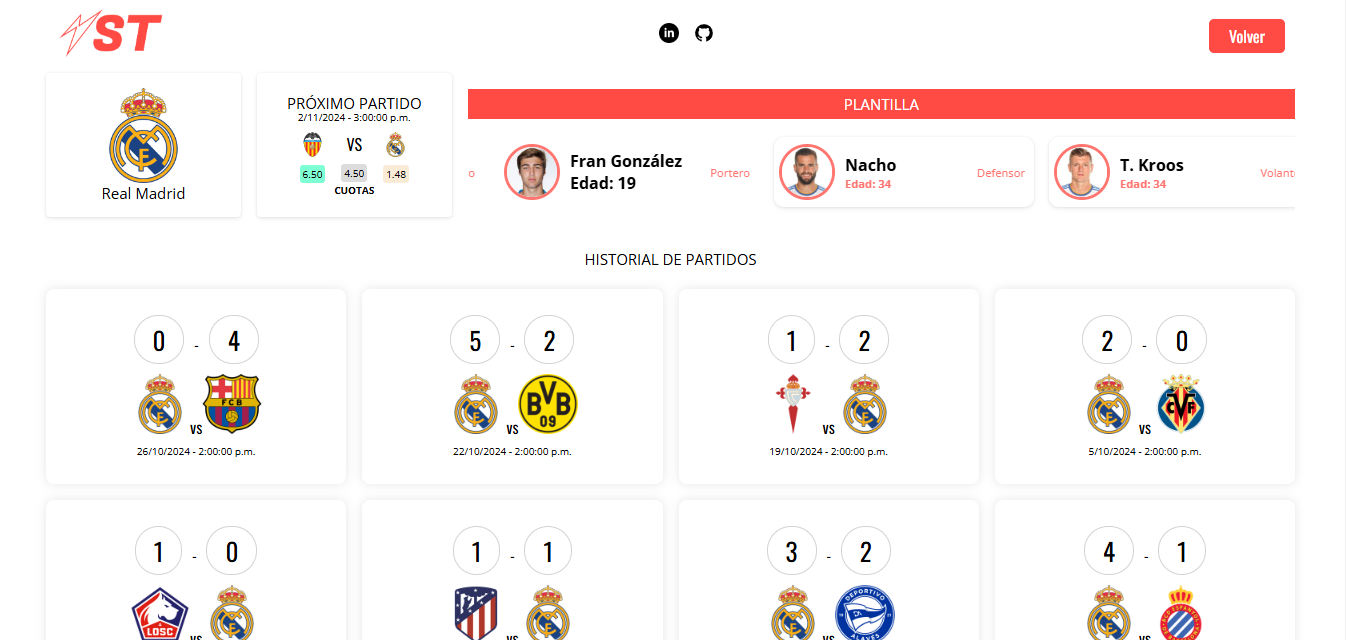 ST
in
Volver
Real Madrid
PRÓXIMO PARTIDO
2/11/2024 - 3:00:00 p.m.
VS
6.50 4.50 1.48
CUOTAS
PLANTILLA
o
Fran González
Edad: 19
Portero
Nacho
Edad: 34
Defensor
T. Kroos
Edad: 34
Volant
HISTORIAL DE PARTIDOS
0 - 4
FCB
vs
26/10/2024 - 2:00:00 p.m.
5 - 2
BVB
09
vs
22/10/2024 - 2:00:00 p.m.
1 - 2
vs
19/10/2024 - 2:00:00 p.m.
2 - 0
CVF
vs
5/10/2024 - 2:00:00 p.m.
1 - 0
LOSC
vs
1 - 1
vs
3 - 2
DEPORTIVO
ALAVÉS
vs
4 - 1
vs